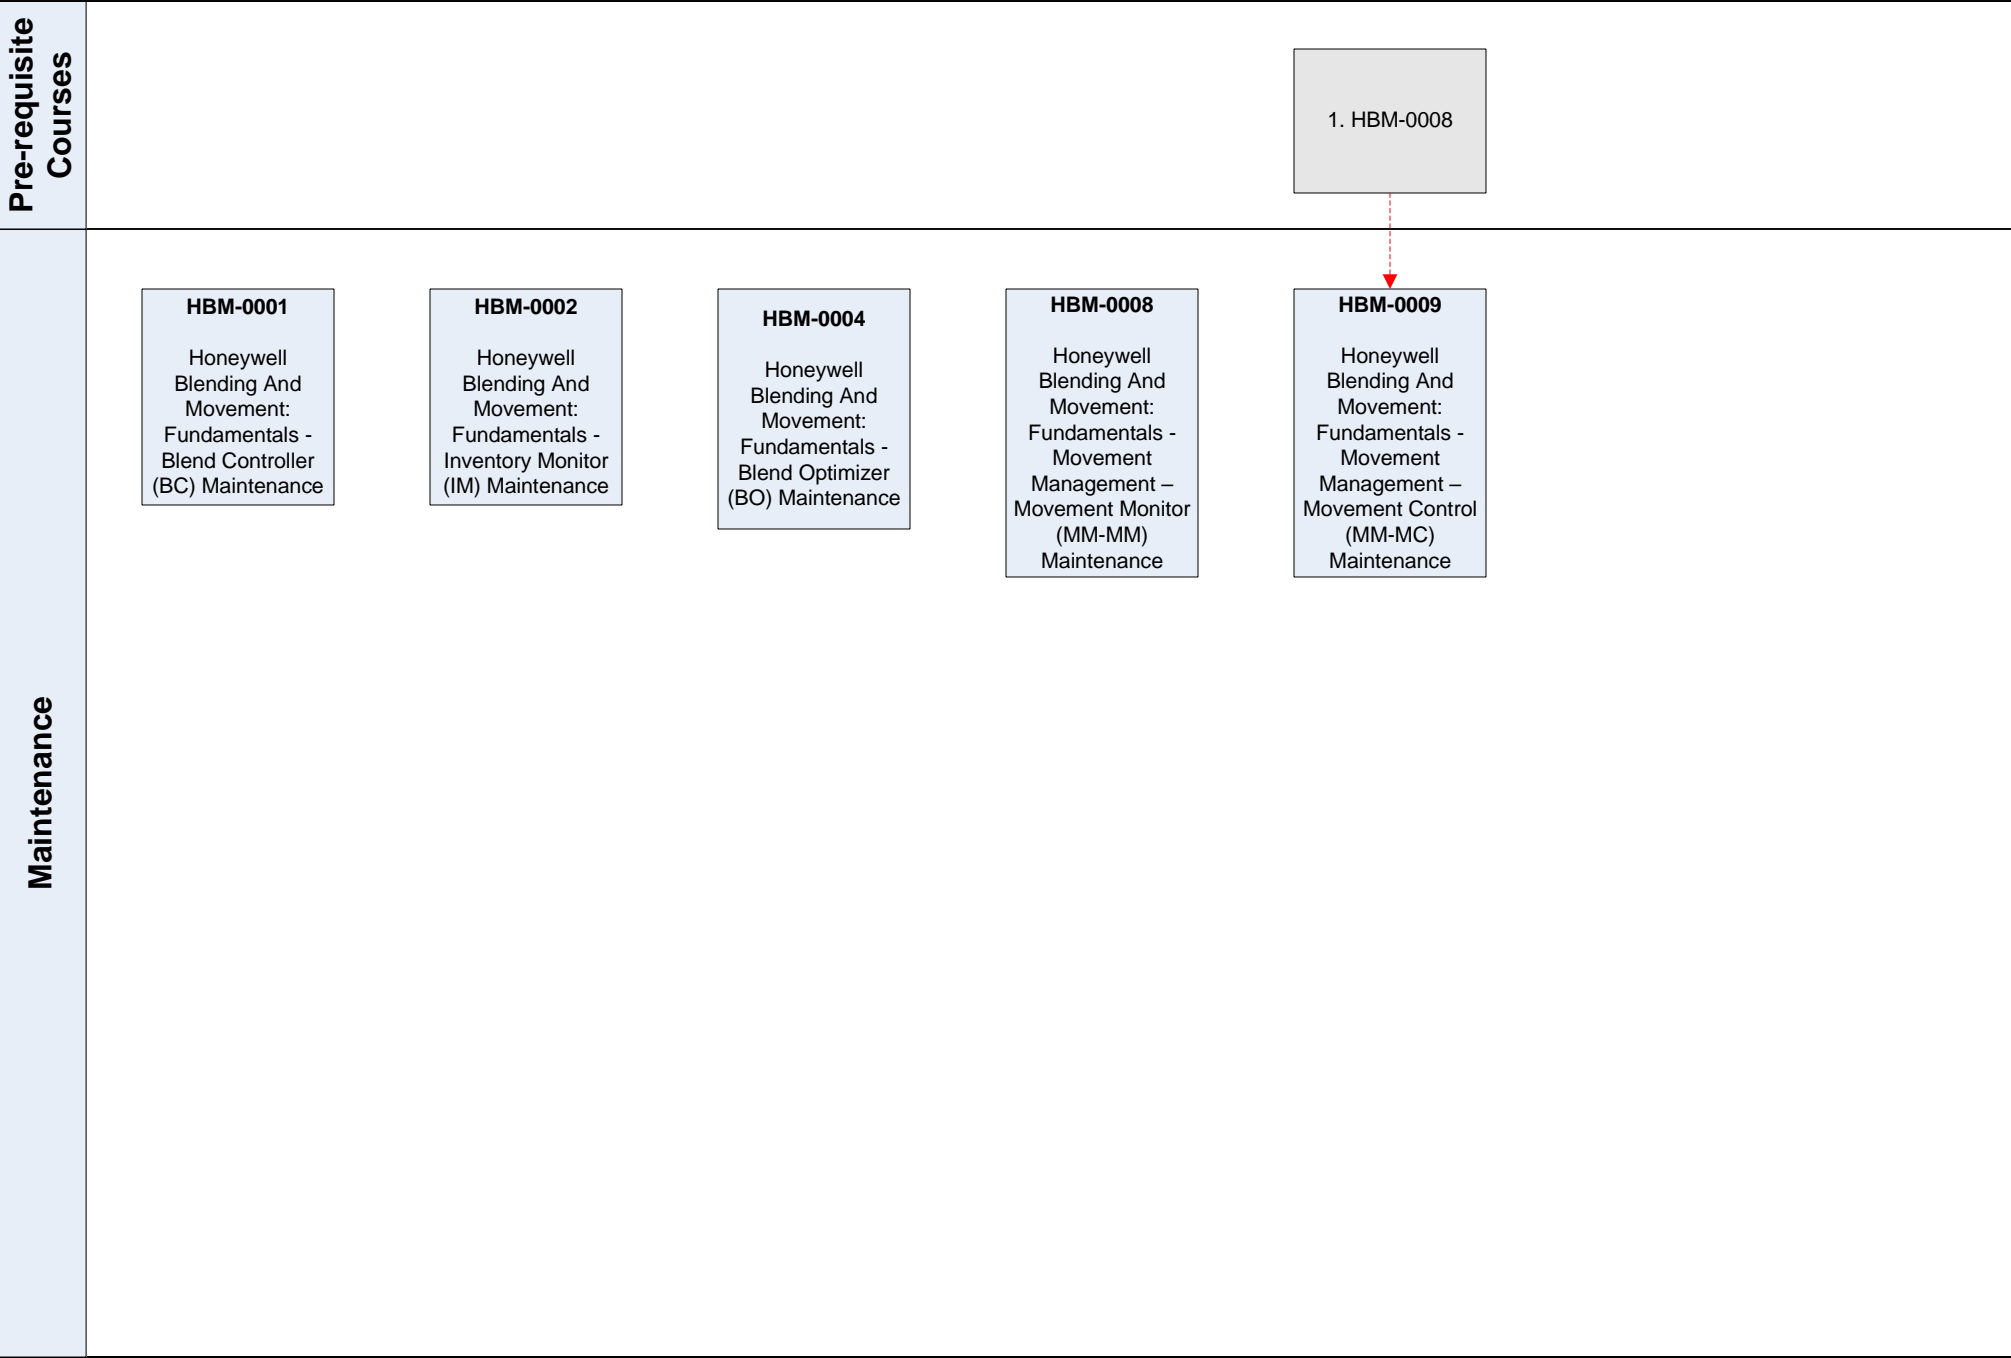 Pre-requisite
Courses
1. HBM-0008
Maintenance
HBM-0001
Honeywell
Blending And
Movement:
Fundamentals -
Blend Controller
(BC) Maintenance
HBM-0002
Honeywell
Blending And
Movement:
Fundamentals -
Inventory Monitor
(IM) Maintenance
HBM-0004
Honeywell
Blending And
Movement:
Fundamentals -
Blend Optimizer
(BO) Maintenance
HBM-0008
Honeywell
Blending And
Movement:
Fundamentals -
Movement
Management –
Movement Monitor
(MM-MM)
Maintenance
HBM-0009
Honeywell
Blending And
Movement:
Fundamentals -
Movement
Management –
Movement Control
(MM-MC)
Maintenance